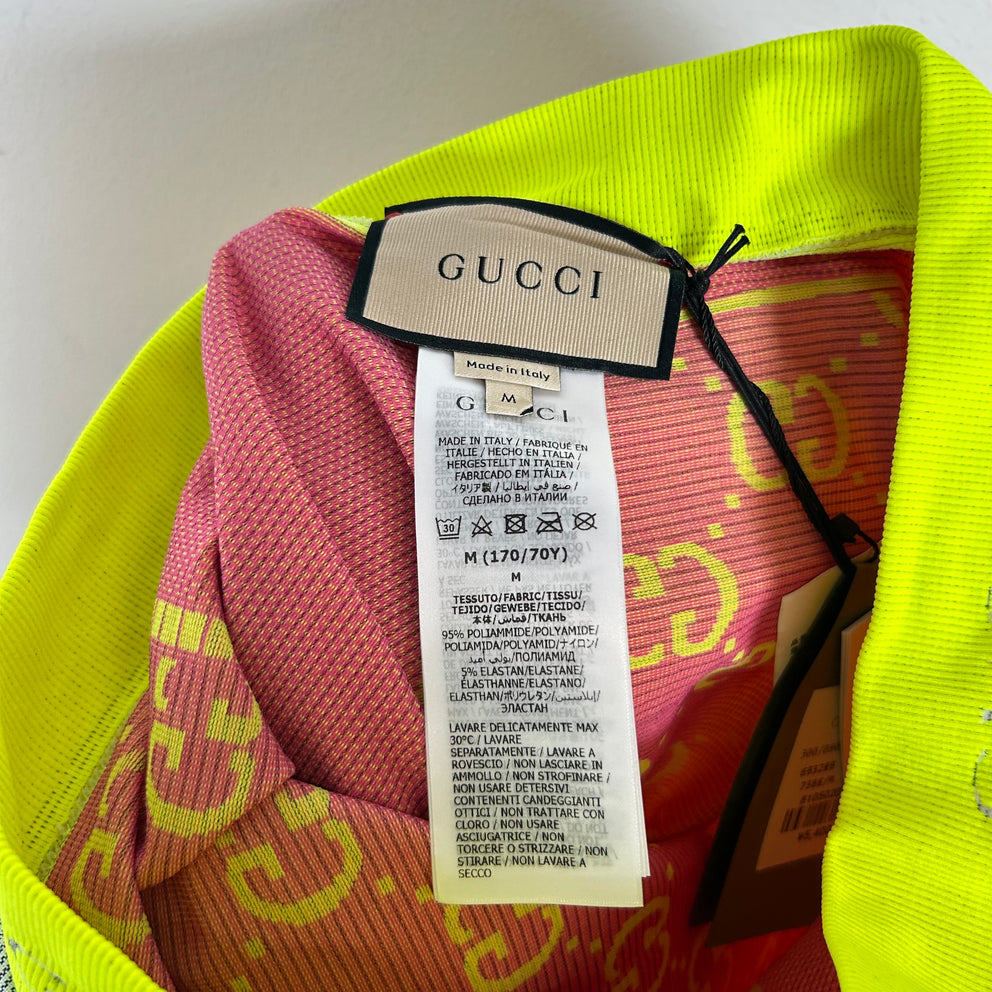 GUCCI
Made in Italy
M
GUCCI
MADE IN ITALY / FABRIQUÉ EN
ITALIE / HECHO EN ITALIA /
HERGESTELLT IN ITALIEN /
FABRICADO EM ITÁLIA /
イタリア製 / صنع في إيطاليا /
СДЕЛАНО В ИТАЛИИ
30
M (170/70Y)
M
TESSUTO/FABRIC/TISSU/
TEJIDO/GEWEBE/TECIDO/
本体/قماش/ТКАНЬ
95% POLIAMMIDE/POLYAMIDE/
POLIAMIDA/POLYAMID/ナイロン/
بولي أميد/ПОЛИАМИД
5% ELASTAN/ELASTANE/
ÉLASTHANNE/ELASTANO/
ELASTHAN/ポリウレタン/إيلاستين/
ЭЛАСТАН
LAVARE DELICATAMENTE MAX
30°C / LAVARE
SEPARATAMENTE / LAVARE A
ROVESCIO / NON LASCIARE IN
AMMOLLO / NON STROFINARE /
NON USARE DETERSIVI
CONTENENTI CANDEGGIANTI
OTTICI / NON TRATTARE CON
CLORO / NON USARE
ASCIUGATRICE / NON
TORCERE O STRIZZARE / NON
STIRARE / NON LAVARE A
SECCO